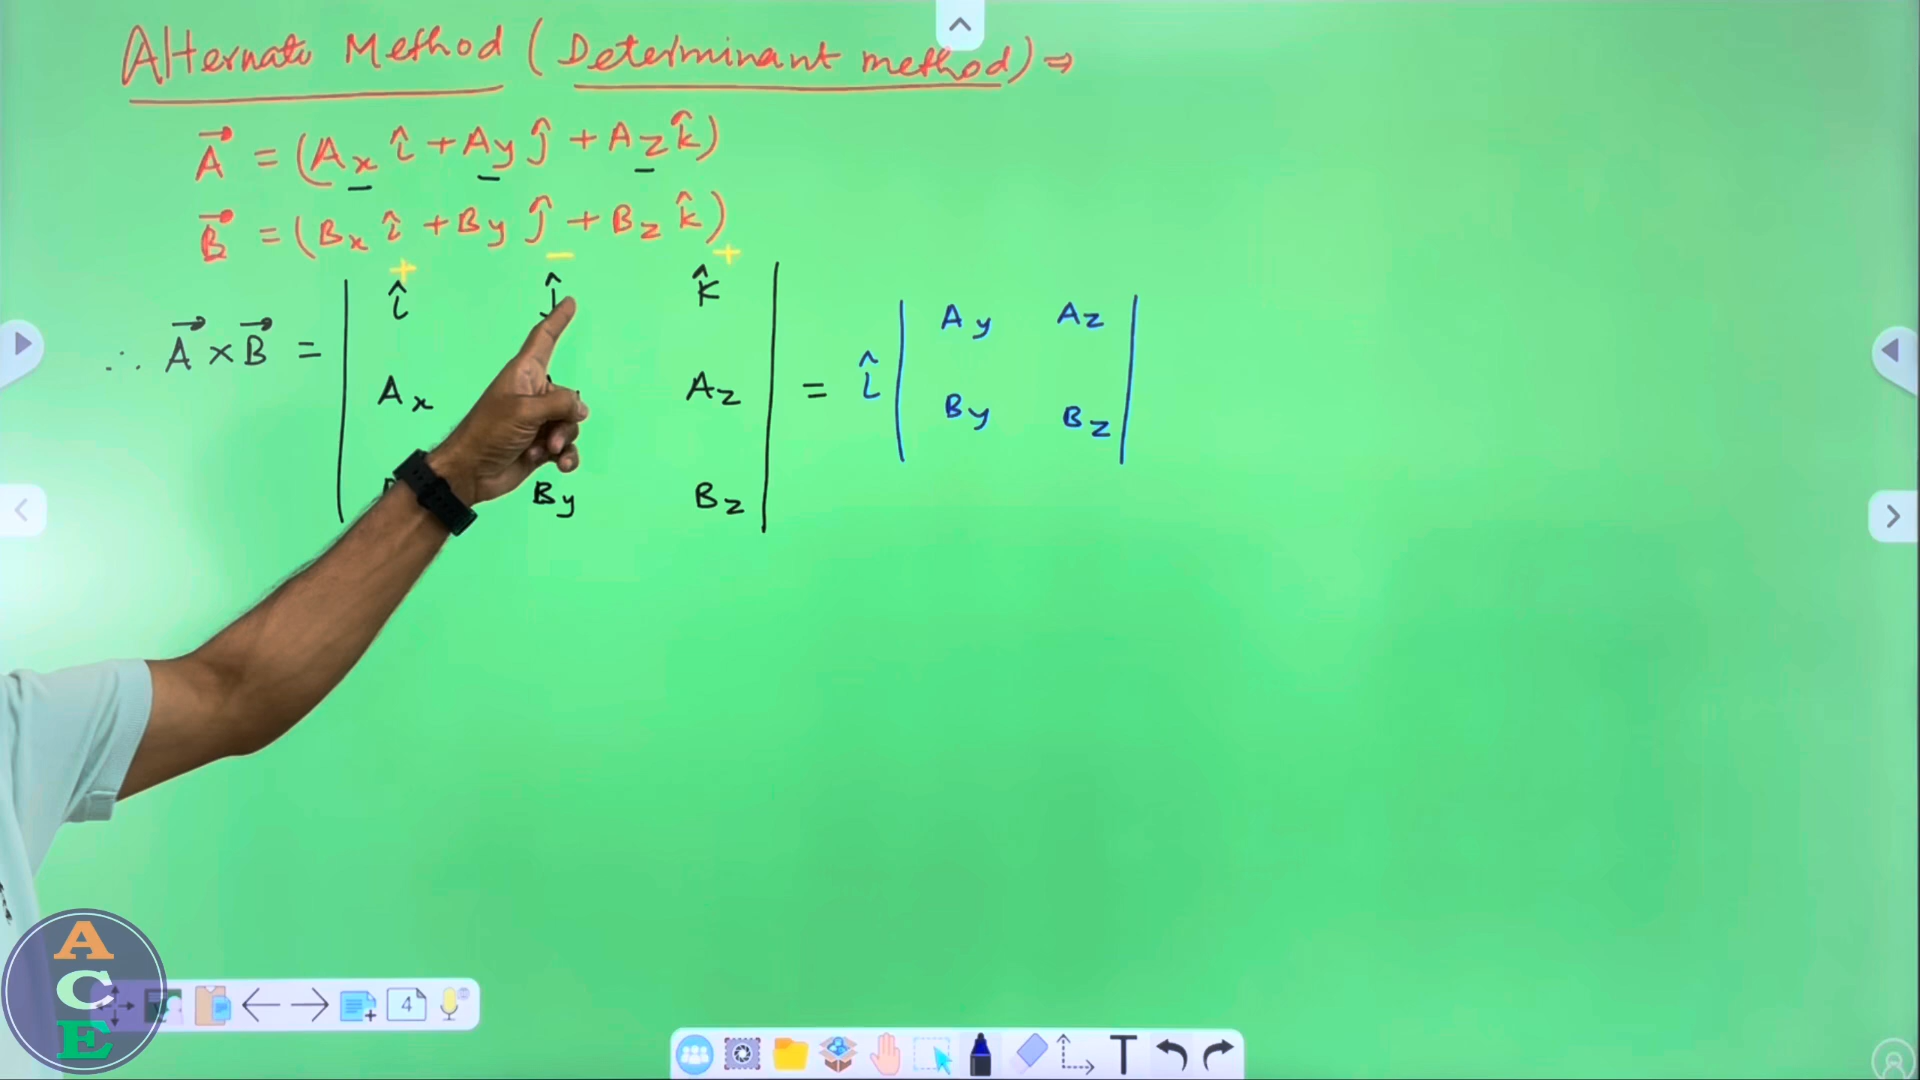 Alternate Method (Determinant method) ⇒
A⃗ = (Ax î + Ay ĵ + Az k̂)
B⃗ = (Bx î + By ĵ + Bz k̂)
+ − +
î ĵ k̂
∴ A⃗ × B⃗ =
Ax Az
By Bz
= î
Ay Az
By Bz
A
C
E
4
T